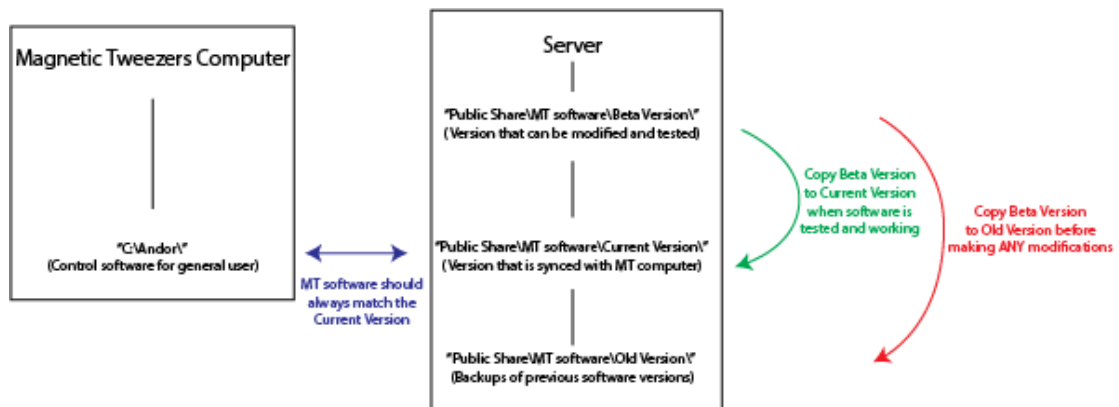 Magnetic Tweezers Computer
"C:\Andor\"
(Control software for general user)
MT software should
always match the
Current Version
Server
"Public Share\MT software\Beta Version\"
(Version that can be modified and tested)
"Public Share\MT software\Current Version\"
(Version that is synced with MT computer)
"Public Share\MT software\Old Version\"
(Backups of previous software versions)
Copy Beta Version
to Current Version
when software is
tested and working
Copy Beta Version
to Old Version before
making ANY modifications